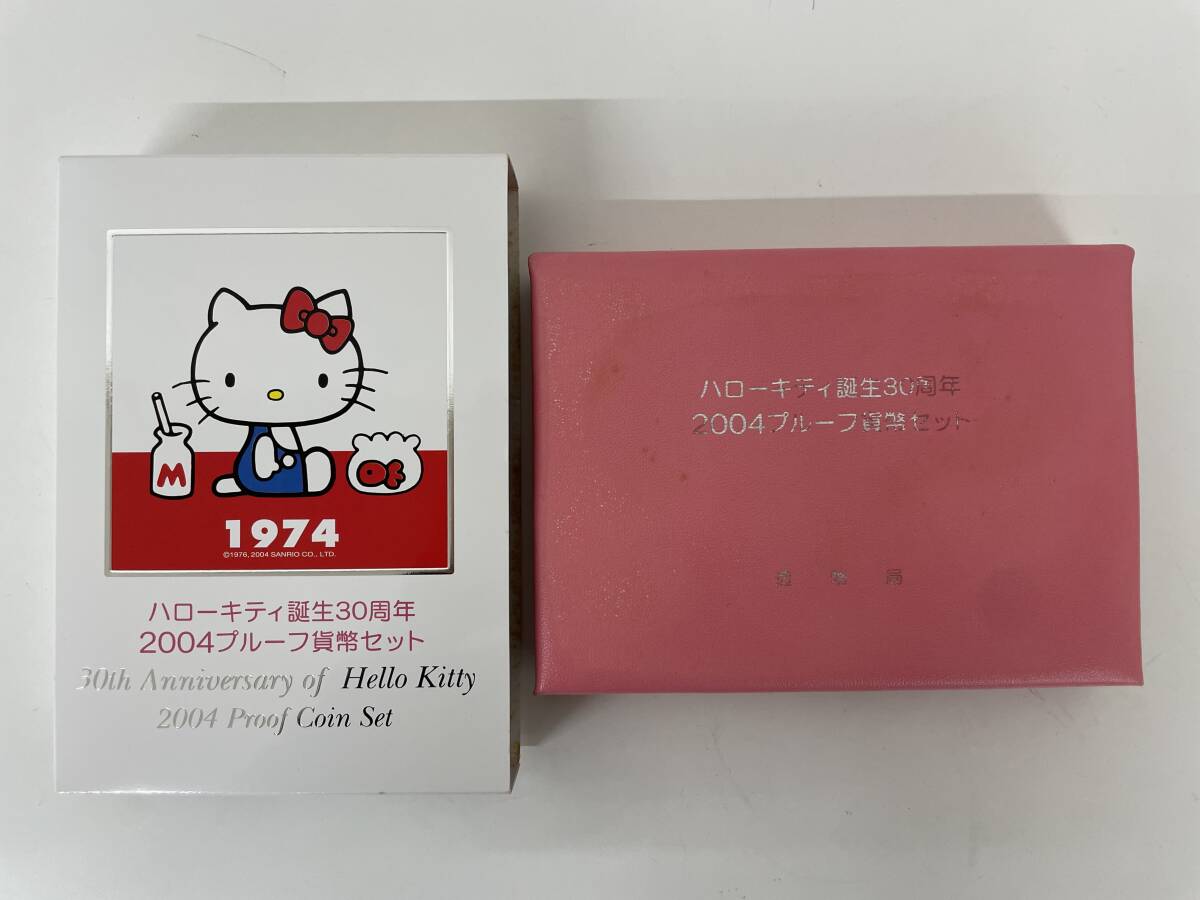 M
1974
©1976, 2004 SANRIO CO., LTD.
ハローキティ誕生30周年
2004プルーフ貨幣セット
30th Anniversary of Hello Kitty
2004 Proof Coin Set
ハローキティ誕生30周年
2004プルーフ貨幣セット
造幣局